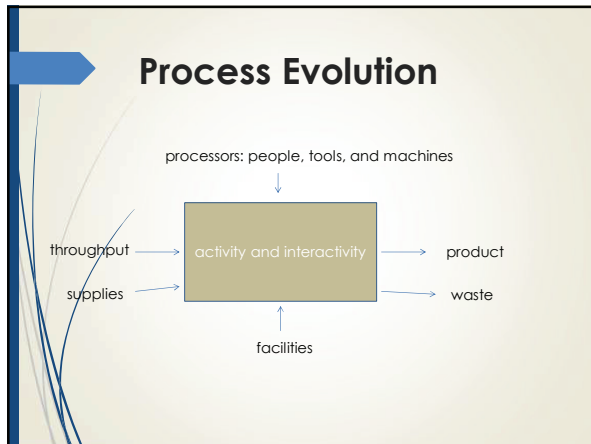 Process Evolution
processors: people, tools, and machines
throughput
activity and interactivity
product
supplies
waste
facilities